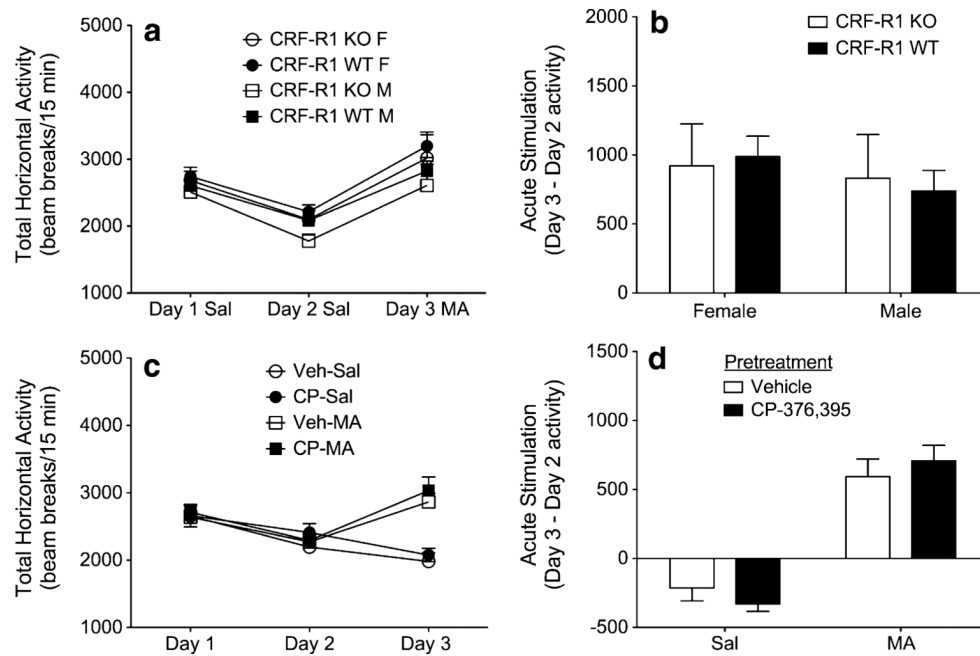 a
Total Horizontal Activity
(beam breaks/15 min)
5000
4000
3000
2000
1000
CRF-R1 KO F
CRF-R1 WT F
CRF-R1 KO M
CRF-R1 WT M
Day 1 Sal
Day 2 Sal
Day 3 MA
b
Acute Stimulation
(Day 3 - Day 2 activity)
2000
1500
1000
500
0
CRF-R1 KO
CRF-R1 WT
Female
Male
c
Total Horizontal Activity
(beam breaks/15 min)
5000
4000
3000
2000
1000
Veh-Sal
CP-Sal
Veh-MA
CP-MA
Day 1
Day 2
Day 3
d
Acute Stimulation
(Day 3 - Day 2 activity)
1500
1000
500
0
-500
Pretreatment
Vehicle
CP-376,395
Sal
MA